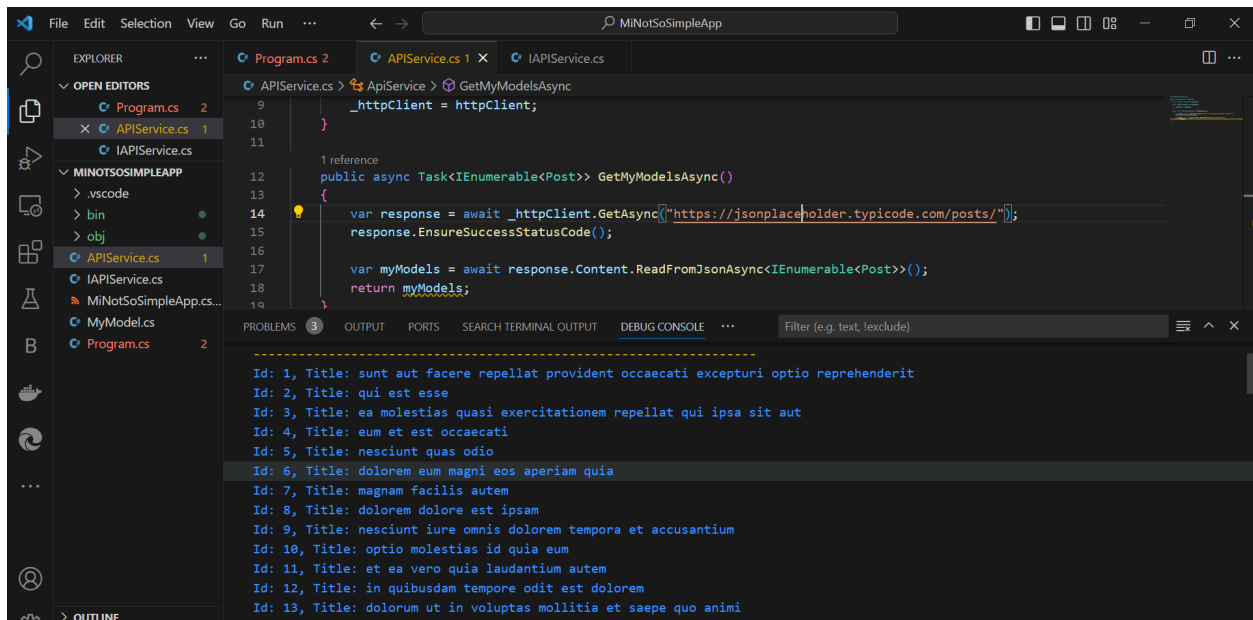 File Edit Selection View Go Run ··· ← → MiNotSoSimpleApp
EXPLORER ···
OPEN EDITORS
Program.cs 2
APIService.cs 1
IAPIService.cs
MINOTSOSIMPLEAPP
.vscode
bin
obj
APIService.cs 1
IAPIService.cs
MiNotSoSimpleApp.cs...
MyModel.cs
Program.cs 2
OUTLINE
Program.cs 2 APIService.cs 1 IAPIService.cs
APIService.cs > ApiService > GetMyModelsAsync
9 _httpClient = httpClient;
10 }
11
1 reference
12 public async Task<IEnumerable<Post>> GetMyModelsAsync()
13 {
14 var response = await _httpClient.GetAsync("https://jsonplaceholder.typicode.com/posts/");
15 response.EnsureSuccessStatusCode();
16
17 var myModels = await response.Content.ReadFromJsonAsync<IEnumerable<Post>>();
18 return myModels;
19 }
PROBLEMS 3 OUTPUT PORTS SEARCH TERMINAL OUTPUT DEBUG CONSOLE ··· Filter (e.g. text, !exclude)
-------------------------------------------------------------------
Id: 1, Title: sunt aut facere repellat provident occaecati excepturi optio reprehenderit
Id: 2, Title: qui est esse
Id: 3, Title: ea molestias quasi exercitationem repellat qui ipsa sit aut
Id: 4, Title: eum et est occaecati
Id: 5, Title: nesciunt quas odio
Id: 6, Title: dolorem eum magni eos aperiam quia
Id: 7, Title: magnam facilis autem
Id: 8, Title: dolorem dolore est ipsam
Id: 9, Title: nesciunt iure omnis dolorem tempora et accusantium
Id: 10, Title: optio molestias id quia eum
Id: 11, Title: et ea vero quia laudantium autem
Id: 12, Title: in quibusdam tempore odit est dolorem
Id: 13, Title: dolorum ut in voluptas mollitia et saepe quo animi